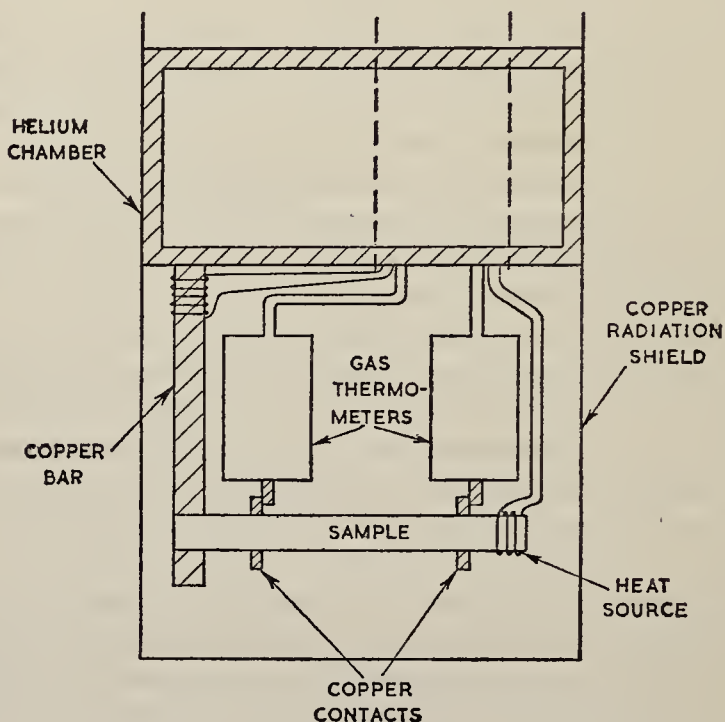 HELIUM
CHAMBER
COPPER
RADIATION
SHIELD
GAS
THERMO-
METERS
COPPER
BAR
SAMPLE
HEAT
SOURCE
COPPER
CONTACTS